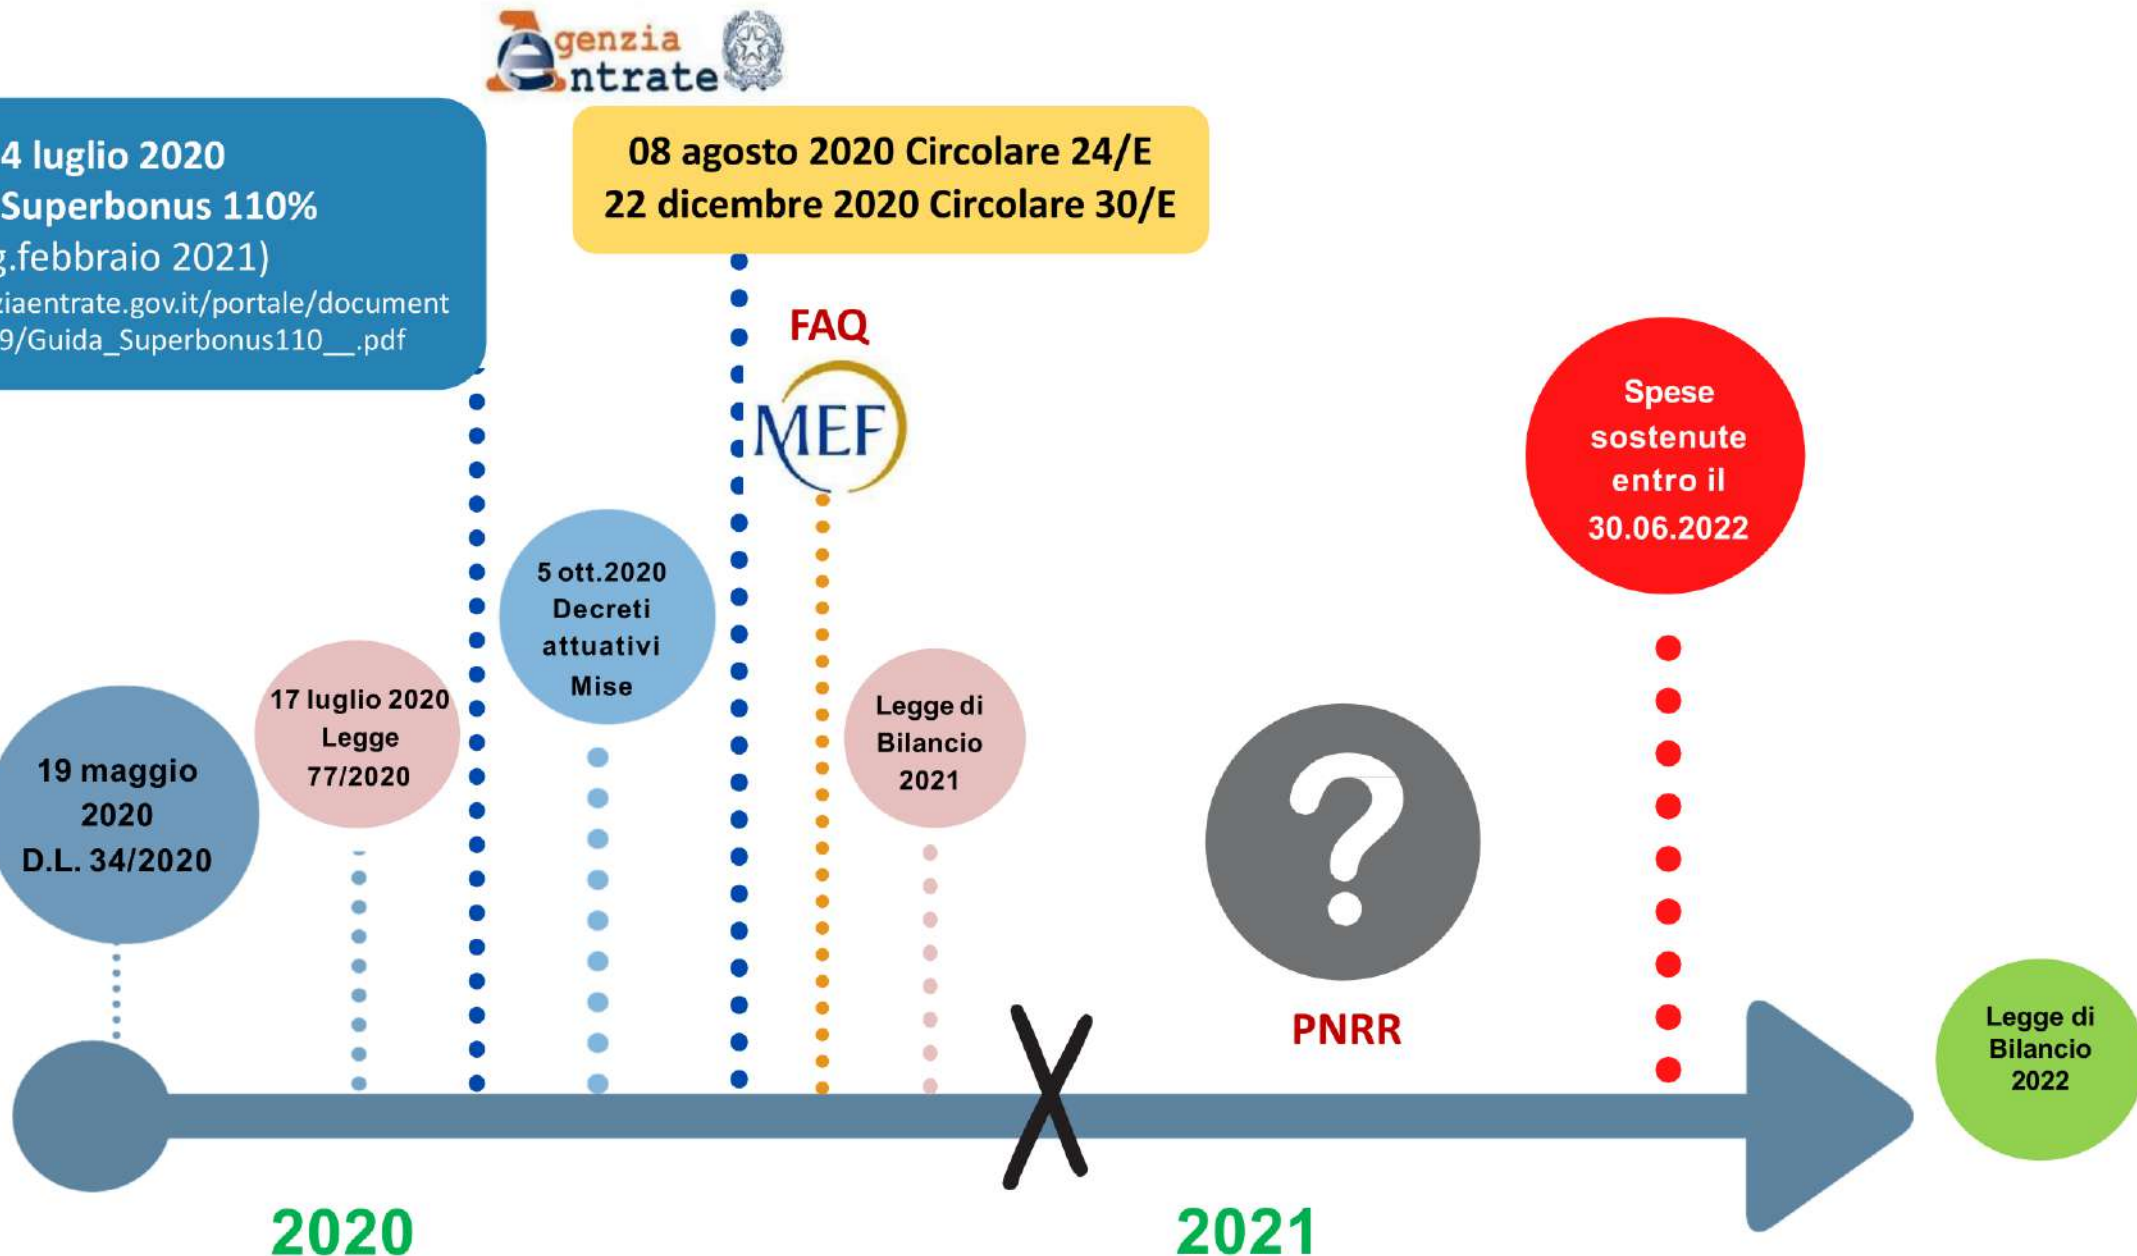 Agenzia
Entrate
4 luglio 2020
Superbonus 110%
g.febbraio 2021)
ziaentrate.gov.it/portale/document
9/Guida_Superbonus110__.pdf
08 agosto 2020 Circolare 24/E
22 dicembre 2020 Circolare 30/E
FAQ
MEF
Spese
sostenute
entro il
30.06.2022
5 ott.2020
Decreti
attuativi
Mise
17 luglio 2020
Legge
77/2020
Legge di
Bilancio
2021
19 maggio
2020
D.L. 34/2020
?
PNRR
X
Legge di
Bilancio
2022
2020
2021